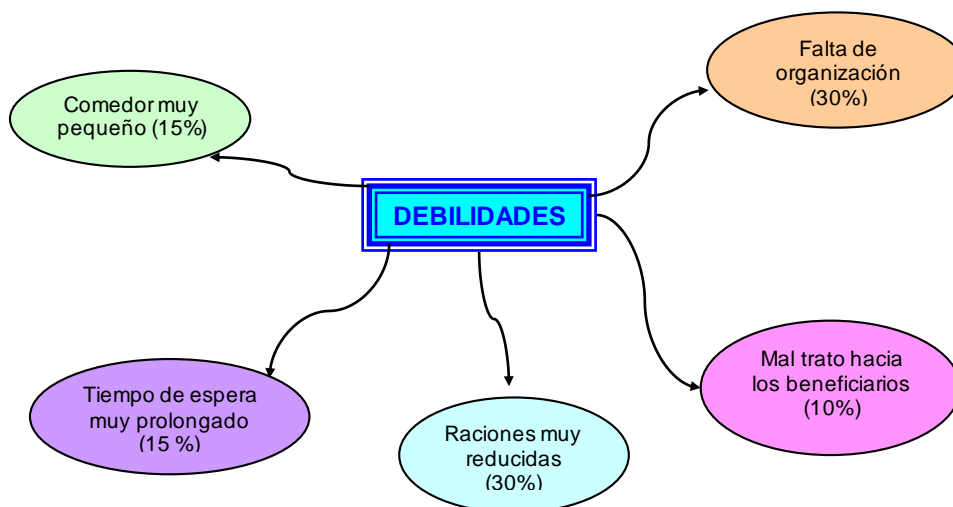 Falta de
organización
(30%)
Comedor muy
pequeño (15%)
DEBILIDADES
Mal trato hacia
los beneficiarios
(10%)
Tiempo de espera
muy prolongado
(15 %)
Raciones muy
reducidas
(30%)